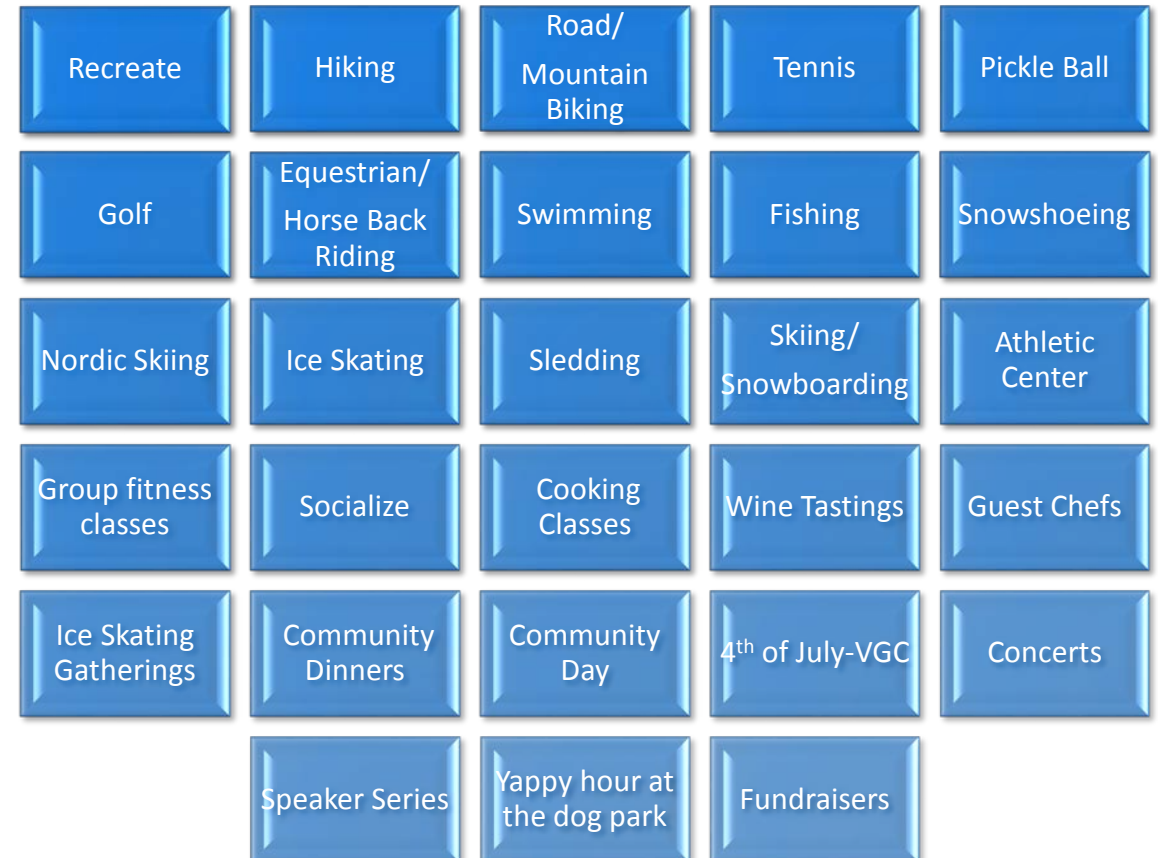 Recreate
Hiking
Road/
Mountain
Biking
Tennis
Pickle Ball
Golf
Equestrian/
Horse Back
Riding
Swimming
Fishing
Snowshoeing
Nordic Skiing
Ice Skating
Sledding
Skiing/
Snowboarding
Athletic
Center
Group fitness
classes
Socialize
Cooking
Classes
Wine Tastings
Guest Chefs
Ice Skating
Gatherings
Community
Dinners
Community
Day
4th of July-VGC
Concerts
Speaker Series
Yappy hour at
the dog park
Fundraisers